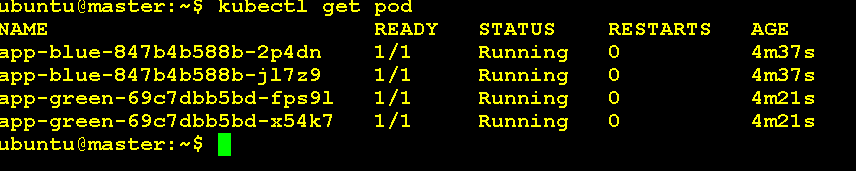 ubuntu@master:~$ kubectl get pod
NAME READY STATUS RESTARTS AGE
app-blue-847b4b588b-2p4dn 1/1 Running 0 4m37s
app-blue-847b4b588b-jl7z9 1/1 Running 0 4m37s
app-green-69c7dbb5bd-fps9l 1/1 Running 0 4m21s
app-green-69c7dbb5bd-x54k7 1/1 Running 0 4m21s
ubuntu@master:~$